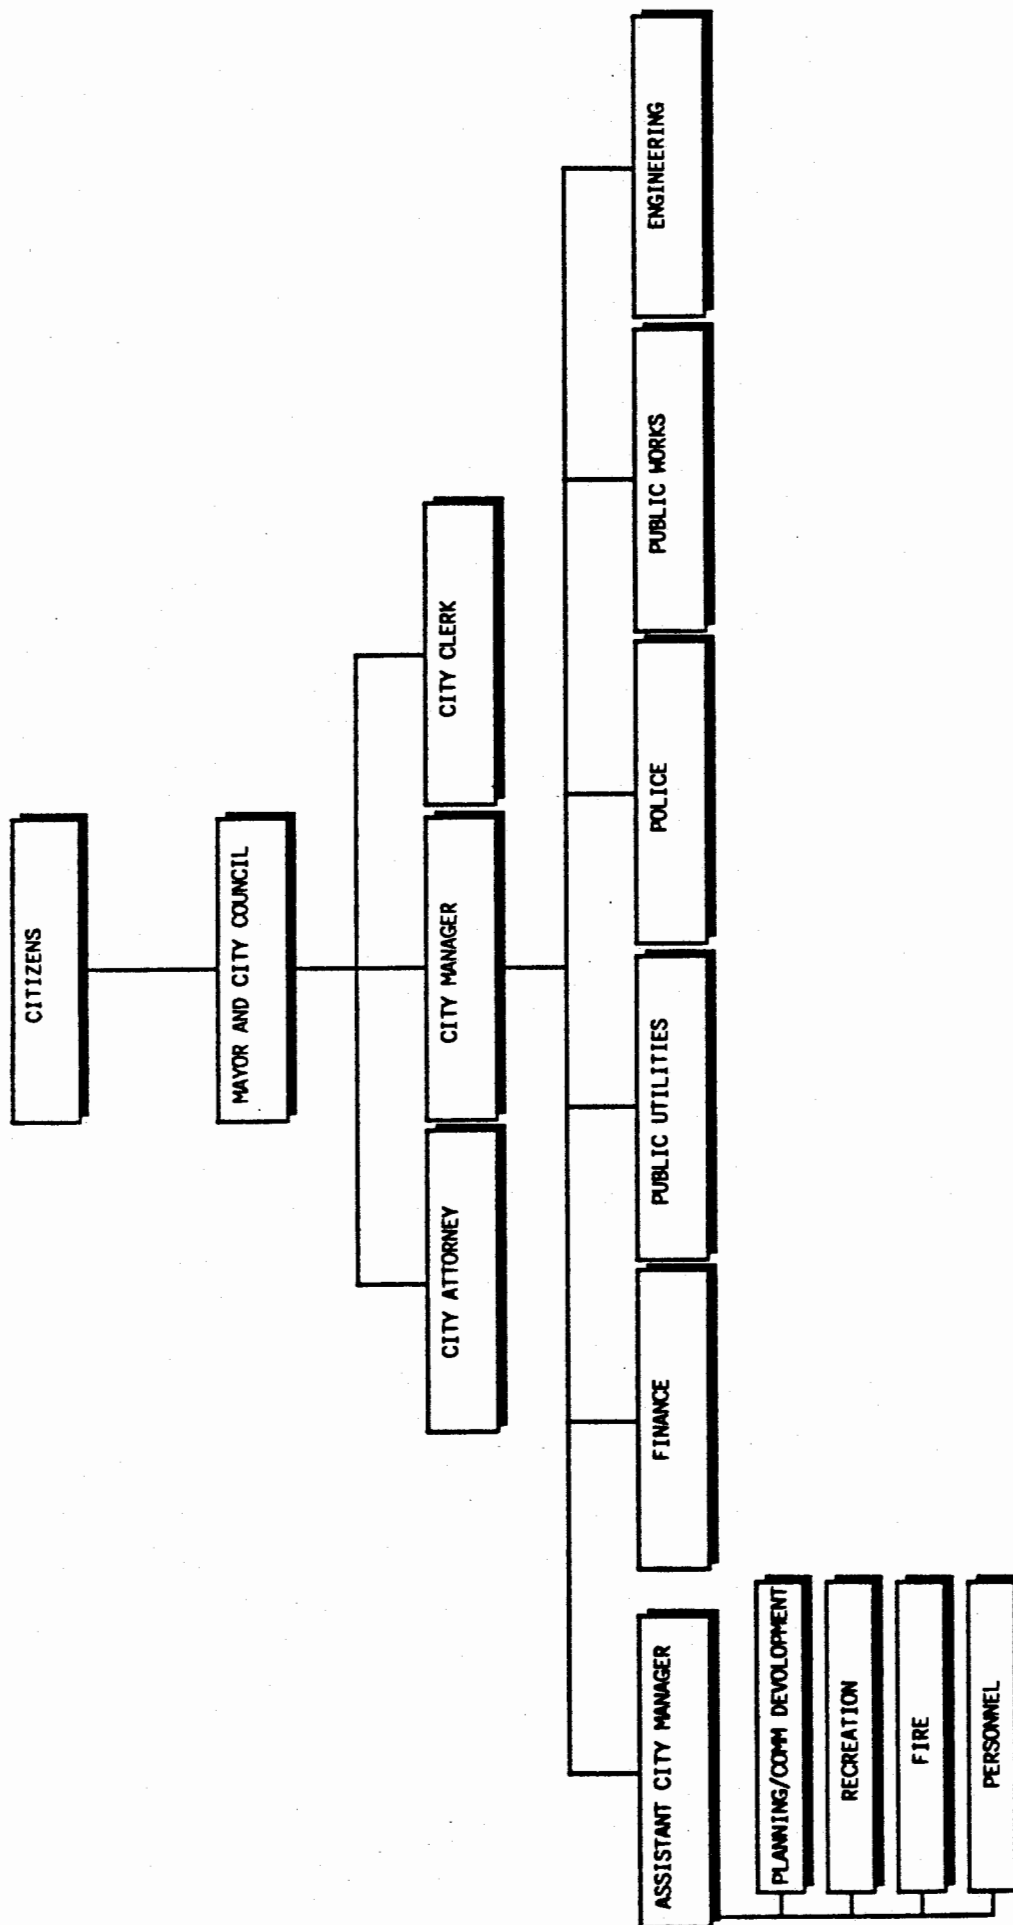 CITIZENS
MAYOR AND CITY COUNCIL
CITY ATTORNEY
CITY MANAGER
CITY CLERK
ASSISTANT CITY MANAGER
FINANCE
PUBLIC UTILITIES
POLICE
PUBLIC WORKS
ENGINEERING
PLANNING/COMM DEVOLOPMENT
RECREATION
FIRE
PERSONNEL